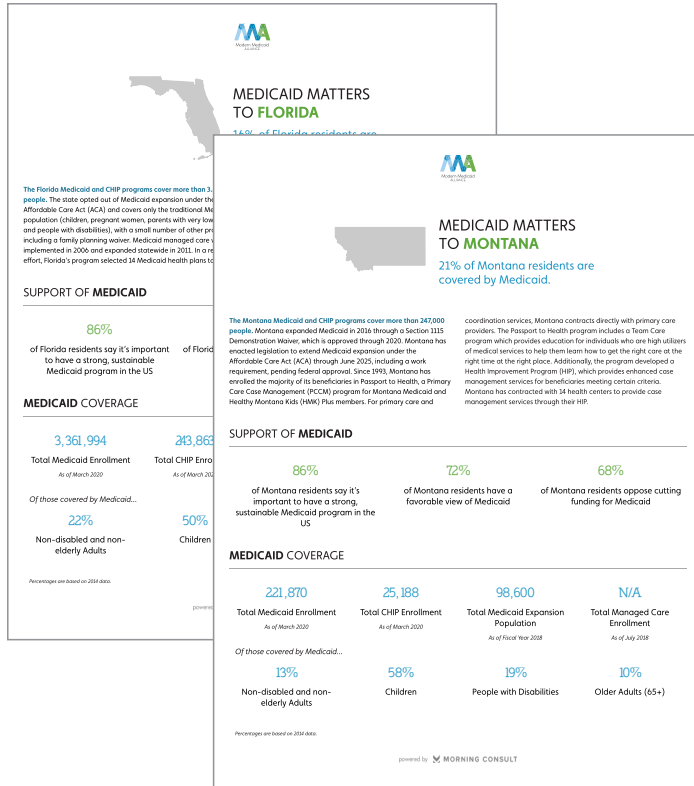 Modern Medicaid
ALLIANCE
MEDICAID MATTERS
TO FLORIDA
16% of Florida residents are
The Florida Medicaid and CHIP programs cover more than 3.
people. The state opted out of Medicaid expansion under the
Affordable Care Act (ACA) and covers only the traditional
population (children, pregnant women, parents with very low
and people with disabilities), with a small number of other
including a family planning waiver. Medicaid managed care
implemented in 2006 and expanded statewide in 2011. In a
effort, Florida's program selected 14 Medicaid health plans to
SUPPORT OF MEDICAID
86%
of Florida residents say it's important
to have a strong, sustainable
Medicaid program in the US
of
MEDICAID COVERAGE
3,361,994
Total Medicaid Enrollment
As of March 2020
243,863
Total CHIP
As of March
Of those covered by Medicaid...
22%
Non-disabled and non-
elderly Adults
50%
Children
Percentages are based on 2014 data.
powered
Modern Medicaid
ALLIANCE
MEDICAID MATTERS
TO MONTANA
21% of Montana residents are
covered by Medicaid.
The Montana Medicaid and CHIP programs cover more than 247,000
people. Montana expanded Medicaid in 2016 through a Section 1115
Demonstration Waiver, which is approved through 2020. Montana has
enacted legislation to extend Medicaid expansion under the
Affordable Care Act (ACA) through June 2025, including a work
requirement, pending federal approval. Since 1993, Montana has
enrolled the majority of its beneficiaries in Passport to Health, a Primary
Care Case Management (PCCM) program for Montana Medicaid and
Healthy Montana Kids (HMK) Plus members. For primary care and
coordination services, Montana contracts directly with primary care
providers. The Passport to Health program includes a Team Care
program which provides education for individuals who are high utilizers
of medical services to help them learn how to get the right care at the
right time at the right place. Additionally, the program developed a
Health Improvement Program (HIP), which provides enhanced case
management services for beneficiaries meeting certain criteria.
Montana has contracted with 14 health centers to provide case
management services through their HIP.
SUPPORT OF MEDICAID
86%
of Montana residents say it's
important to have a strong,
sustainable Medicaid program in the
US
72%
of Montana residents have a
favorable view of Medicaid
68%
of Montana residents oppose cutting
funding for Medicaid
MEDICAID COVERAGE
221,870
Total Medicaid Enrollment
As of March 2020
25,188
Total CHIP Enrollment
As of March 2020
98,600
Total Medicaid Expansion
Population
As of Fiscal Year 2018
N/A
Total Managed Care
Enrollment
As of July 2018
Of those covered by Medicaid...
13%
Non-disabled and non-
elderly Adults
58%
Children
19%
People with Disabilities
10%
Older Adults (65+)
Percentages are based on 2014 data.
powered by MORNING CONSULT